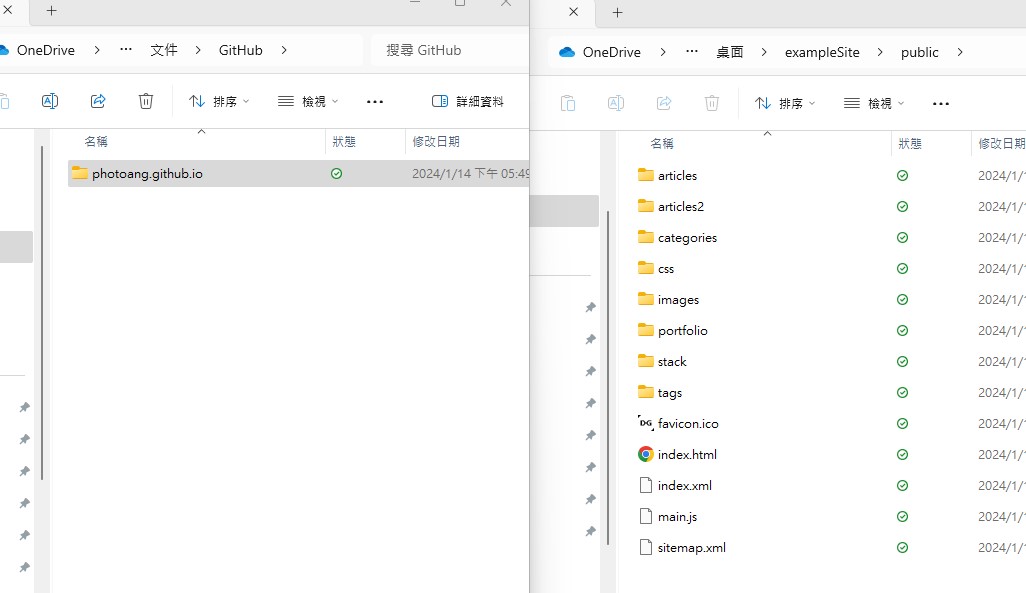 OneDrive > ... 文件 > GitHub >
搜尋 GitHub
排序
檢視
詳細資料
名稱
狀態
修改日期
photoang.github.io
2024/1/14 下午 05:49
OneDrive > ... 桌面 > exampleSite > public >
排序
檢視
名稱
狀態
修改日期
articles
2024/1/1
articles2
2024/1/1
categories
2024/1/1
css
2024/1/1
images
2024/1/1
portfolio
2024/1/1
stack
2024/1/1
tags
2024/1/1
DG favicon.ico
2024/1/1
index.html
2024/1/1
index.xml
2024/1/1
main.js
2024/1/1
sitemap.xml
2024/1/1